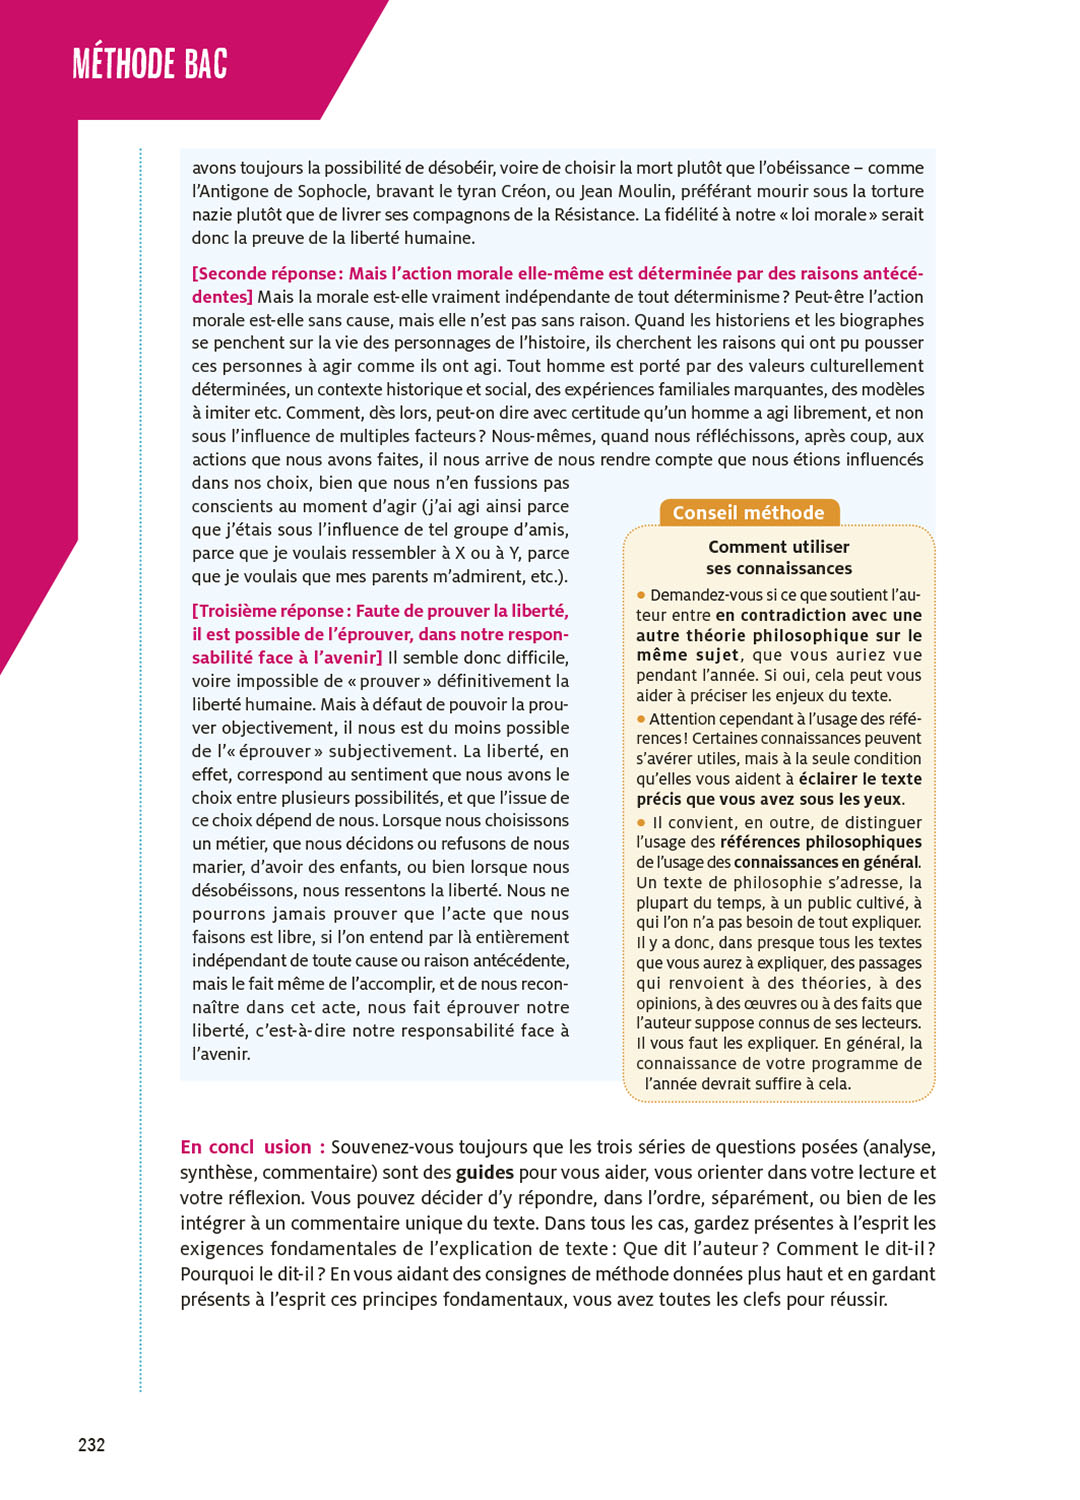 MÉTHODE BAC
avons toujours la possibilité de désobéir, voire de choisir la mort plutôt que l’obéissance – comme
l’Antigone de Sophocle, bravant le tyran Créon, ou Jean Moulin, préférant mourir sous la torture
nazie plutôt que de livrer ses compagnons de la Résistance. La fidélité à notre « loi morale » serait
donc la preuve de la liberté humaine.
[Seconde réponse : Mais l’action morale elle-même est déterminée par des raisons antécé-
dentes] Mais la morale est-elle vraiment indépendante de tout déterminisme ? Peut-être l’action
morale est-elle sans cause, mais elle n’est pas sans raison. Quand les historiens et les biographes
se penchent sur la vie des personnages de l’histoire, ils cherchent les raisons qui ont pu pousser
ces personnes à agir comme ils ont agi. Tout homme est porté par des valeurs culturellement
déterminées, un contexte historique et social, des expériences familiales marquantes, des modèles
à imiter etc. Comment, dès lors, peut-on dire avec certitude qu’un homme a agi librement, et non
sous l’influence de multiples facteurs ? Nous-mêmes, quand nous réfléchissons, après coup, aux
actions que nous avons faites, il nous arrive de nous rendre compte que nous étions influencés
dans nos choix, bien que nous n’en fussions pas
conscients au moment d’agir (j’ai agi ainsi parce
que j’étais sous l’influence de tel groupe d’amis,
parce que je voulais ressembler à X ou à Y, parce
que je voulais que mes parents m’admirent, etc.).
[Troisième réponse : Faute de prouver la liberté,
il est possible de l’éprouver, dans notre respon-
sabilité face à l’avenir] Il semble donc difficile,
voire impossible de « prouver » définitivement la
liberté humaine. Mais à défaut de pouvoir la prou-
ver objectivement, il nous est du moins possible
de l’« éprouver » subjectivement. La liberté, en
effet, correspond au sentiment que nous avons le
choix entre plusieurs possibilités, et que l’issue de
ce choix dépend de nous. Lorsque nous choisissons
un métier, que nous décidons ou refusons de nous
marier, d’avoir des enfants, ou bien lorsque nous
désobéissons, nous ressentons la liberté. Nous ne
pourrons jamais prouver que l’acte que nous
faisons est libre, si l’on entend par là entièrement
indépendant de toute cause ou raison antécédente,
mais le fait même de l’accomplir, et de nous recon-
naître dans cet acte, nous fait éprouver notre
liberté, c’est-à-dire notre responsabilité face à
l’avenir.
Conseil méthode
Comment utiliser
ses connaissances
• Demandez-vous si ce que soutient l’au-
teur entre en contradiction avec une
autre théorie philosophique sur le
même sujet, que vous auriez vue
pendant l’année. Si oui, cela peut vous
aider à préciser les enjeux du texte.
• Attention cependant à l’usage des réfé-
rences ! Certaines connaissances peuvent
s’avérer utiles, mais à la seule condition
qu’elles vous aident à éclairer le texte
précis que vous avez sous les yeux.
• Il convient, en outre, de distinguer
l’usage des références philosophiques
de l’usage des connaissances en général.
Un texte de philosophie s’adresse, la
plupart du temps, à un public cultivé, à
qui l’on n’a pas besoin de tout expliquer.
Il y a donc, dans presque tous les textes
que vous aurez à expliquer, des passages
qui renvoient à des théories, à des
opinions, à des œuvres ou à des faits que
l’auteur suppose connus de ses lecteurs.
Il vous faut les expliquer. En général, la
connaissance de votre programme de
l’année devrait suffire à cela.
En concl usion : Souvenez-vous toujours que les trois séries de questions posées (analyse,
synthèse, commentaire) sont des guides pour vous aider, vous orienter dans votre lecture et
votre réflexion. Vous pouvez décider d’y répondre, dans l’ordre, séparément, ou bien de les
intégrer à un commentaire unique du texte. Dans tous les cas, gardez présentes à l’esprit les
exigences fondamentales de l’explication de texte : Que dit l’auteur ? Comment le dit-il ?
Pourquoi le dit-il ? En vous aidant des consignes de méthode données plus haut et en gardant
présents à l’esprit ces principes fondamentaux, vous avez toutes les clefs pour réussir.
232